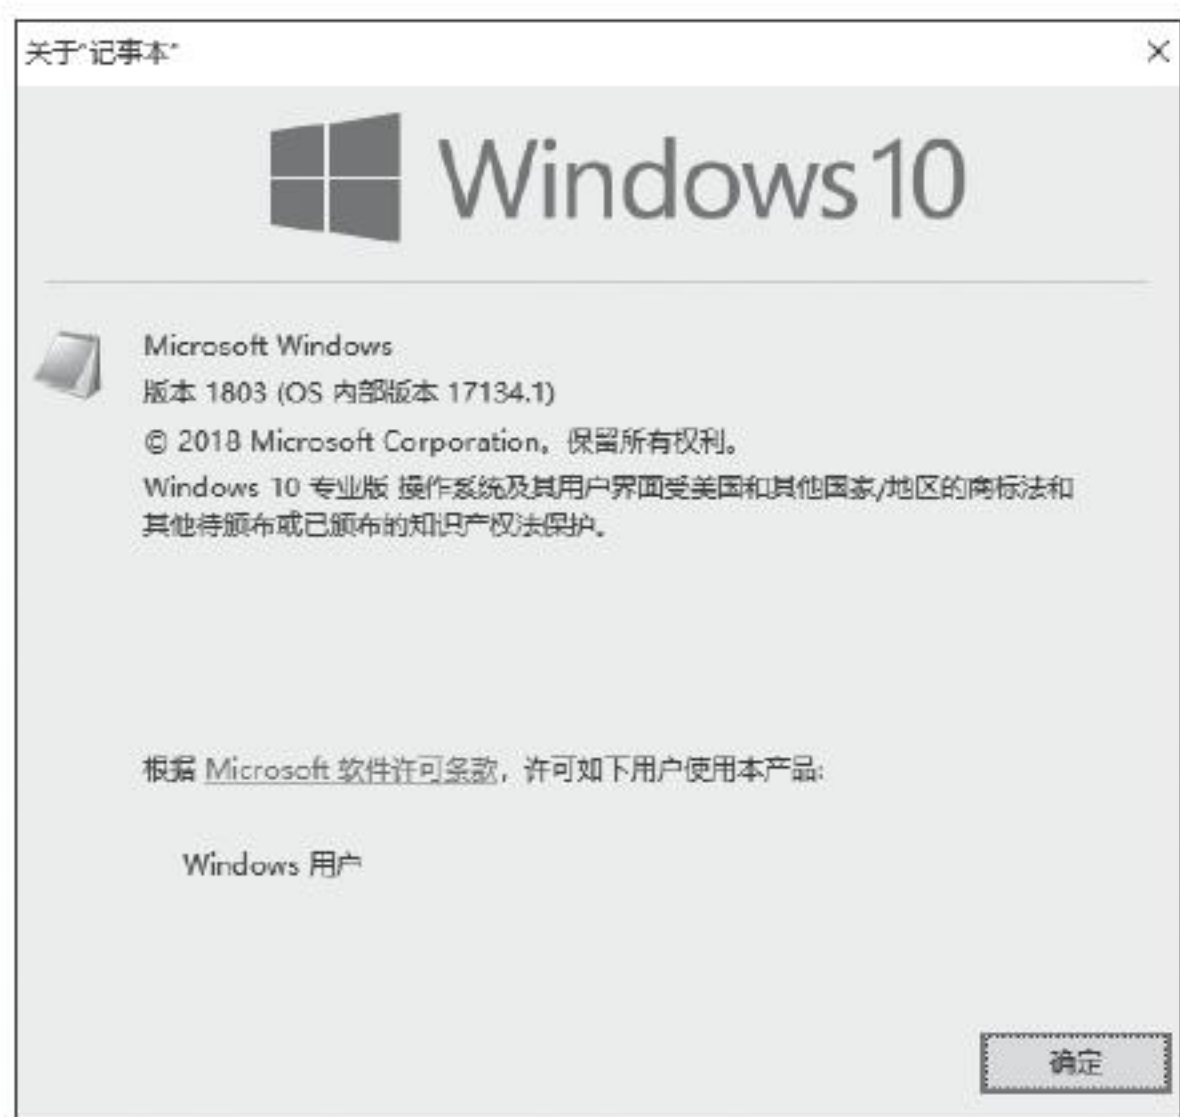 关于“记事本”
Windows 10
Microsoft Windows
版本 1803 (OS 内部版本 17134.1)
© 2018 Microsoft Corporation。保留所有权利。
Windows 10 专业版 操作系统及其用户界面受美国和其他国家/地区的商标法和
其他待颁布或已颁布的知识产权法保护。
根据 Microsoft 软件许可条款，许可如下用户使用本产品:
Windows 用户
确定